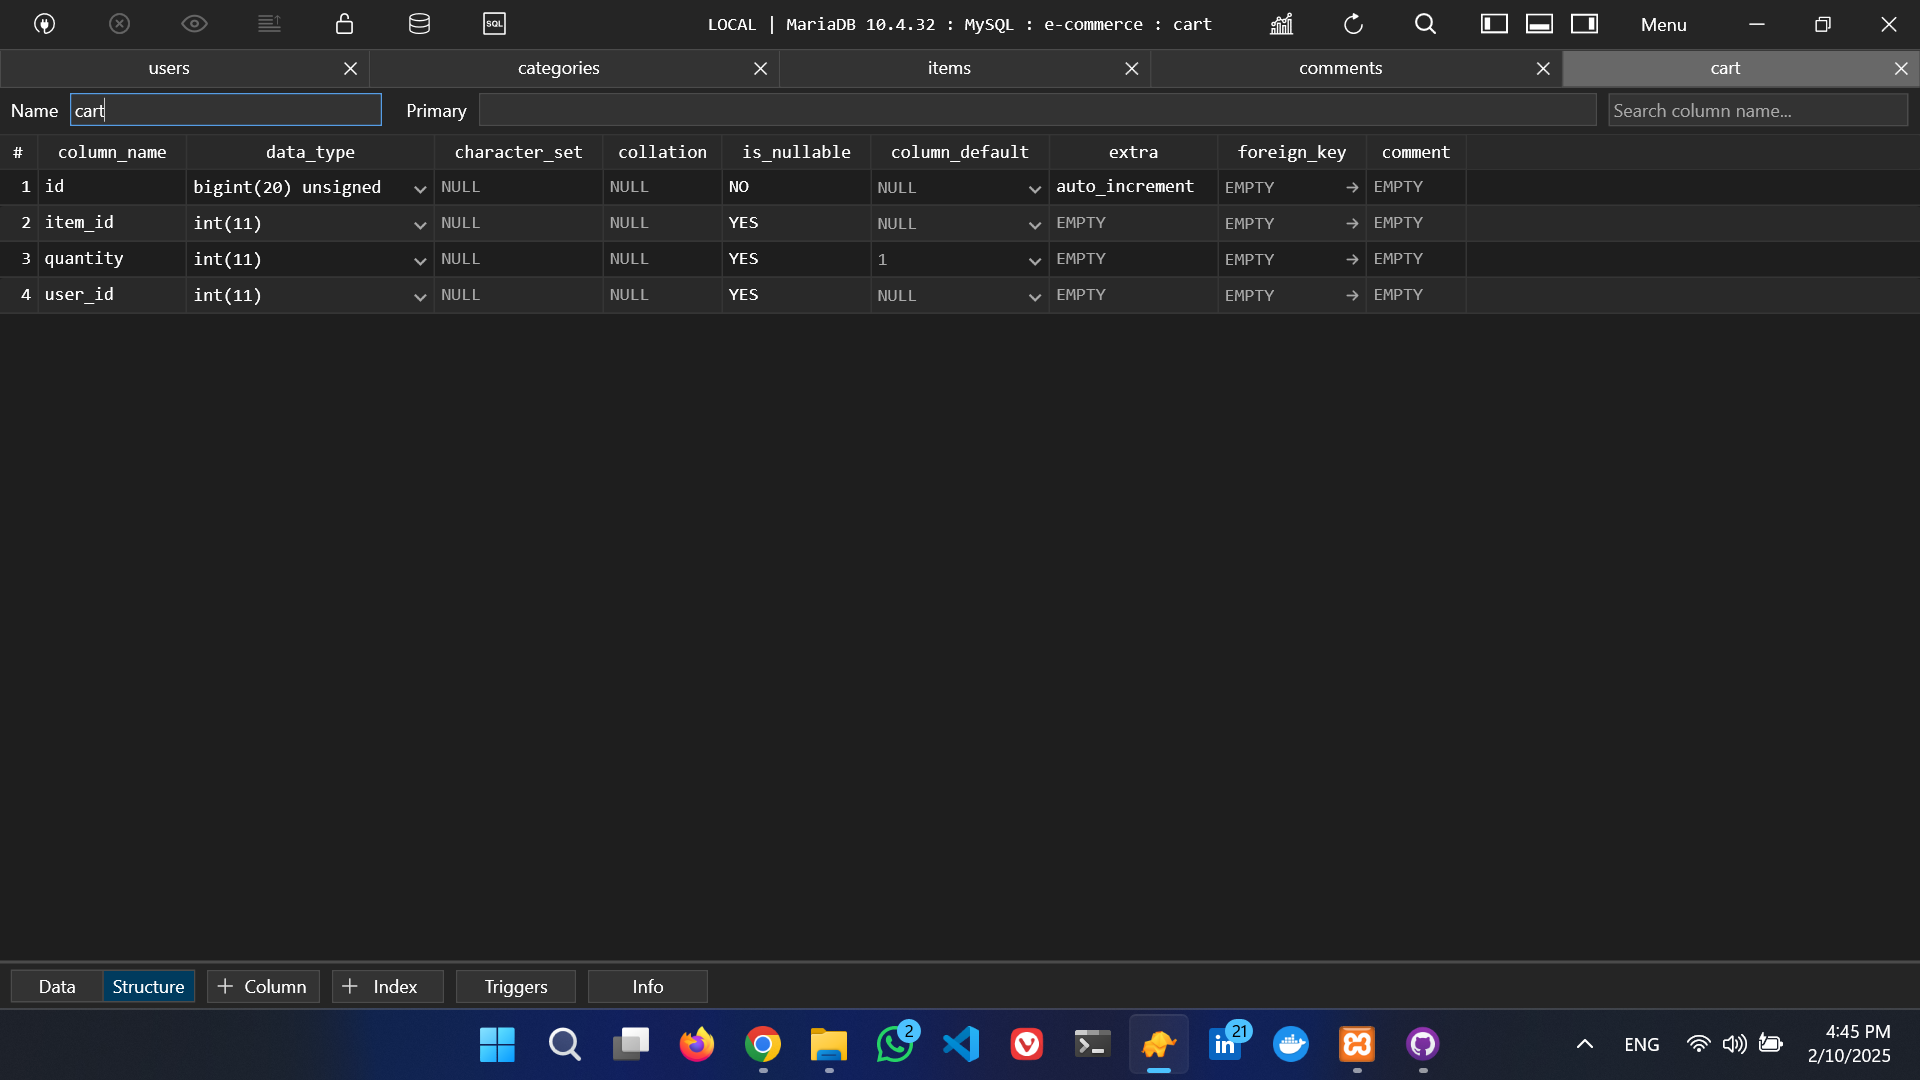 SQL LOCAL | MariaDB 10.4.32 : MySQL : e-commerce : cart Menu
users categories items comments cart
Name cart Primary Search column name...
# column_name data_type character_set collation is_nullable column_default extra foreign_key comment
1 id bigint(20) unsigned NULL NULL NO NULL auto_increment EMPTY EMPTY
2 item_id int(11) NULL NULL YES NULL EMPTY EMPTY EMPTY
3 quantity int(11) NULL NULL YES 1 EMPTY EMPTY EMPTY
4 user_id int(11) NULL NULL YES NULL EMPTY EMPTY EMPTY
Data Structure + Column + Index Triggers Info
2 in 21 ENG 4:45 PM
2/10/2025